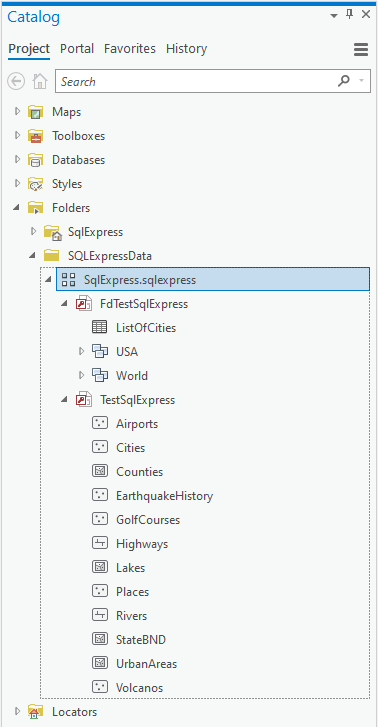 Catalog
Project Portal Favorites History
Search
Maps
Toolboxes
Databases
Styles
Folders
SqlExpress
SQLExpressData
SqlExpress.sqlexpress
FdTestSqlExpress
ListOfCities
USA
World
TestSqlExpress
Airports
Cities
Counties
EarthquakeHistory
GolfCourses
Highways
Lakes
Places
Rivers
StateBND
UrbanAreas
Volcanos
Locators